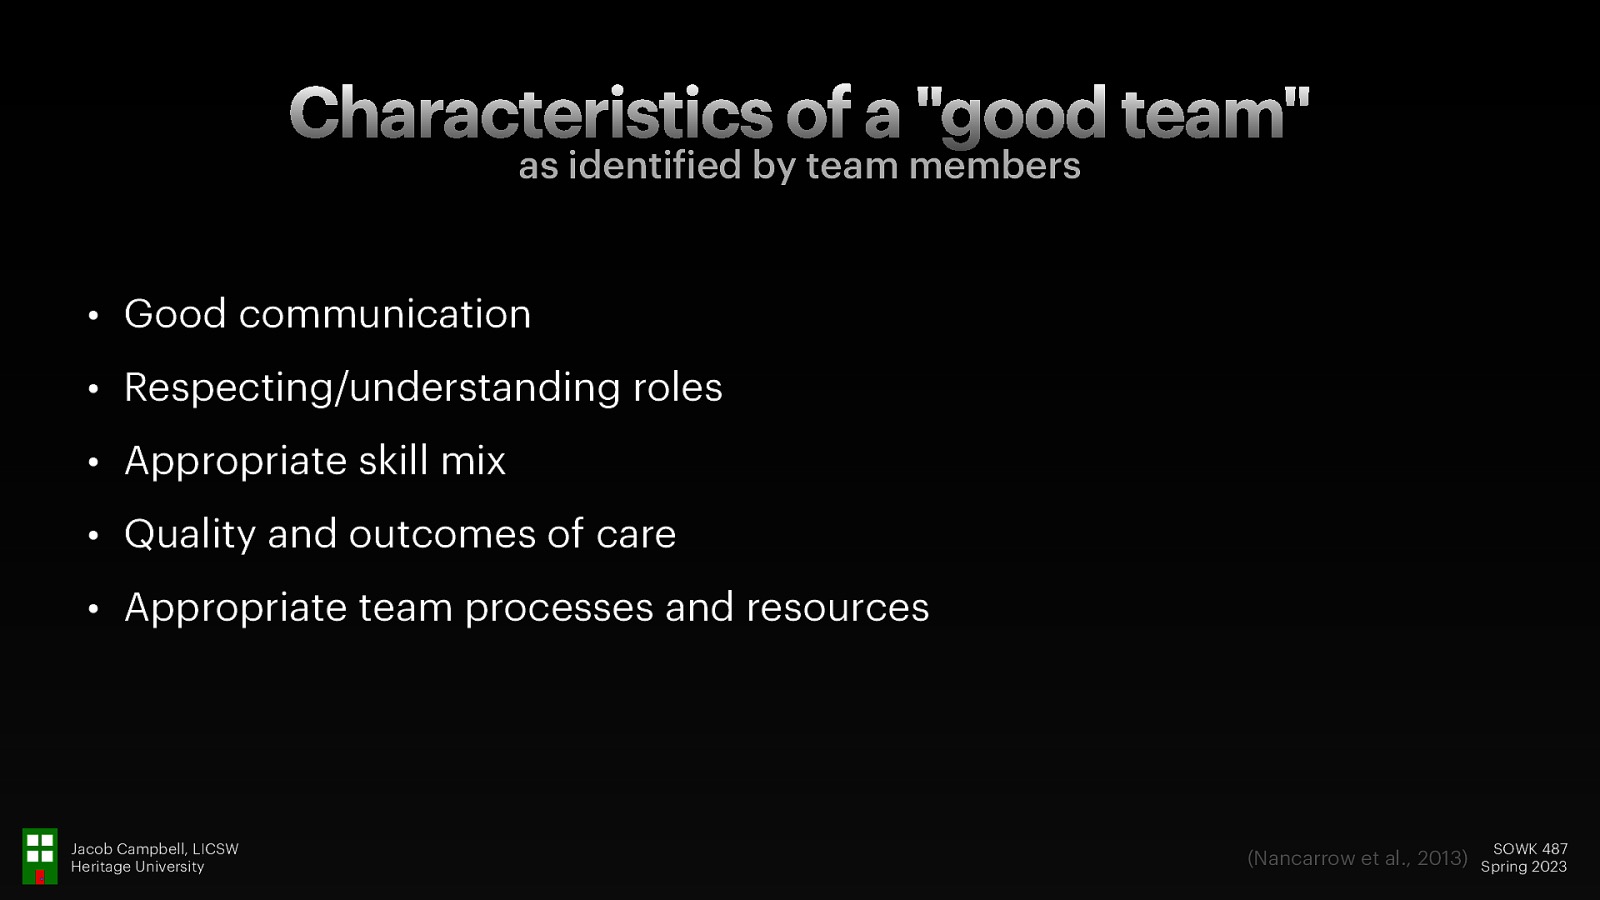 Characteristics of a "good team"
as identified by team members
• Good communication
• Respecting/understanding roles
• Appropriate skill mix
• Quality and outcomes of care
• Appropriate team processes and resources
Jacob Campbell, LICSW
Heritage University
(Nancarrow et al., 2013)
SOWK 487
Spring 2023